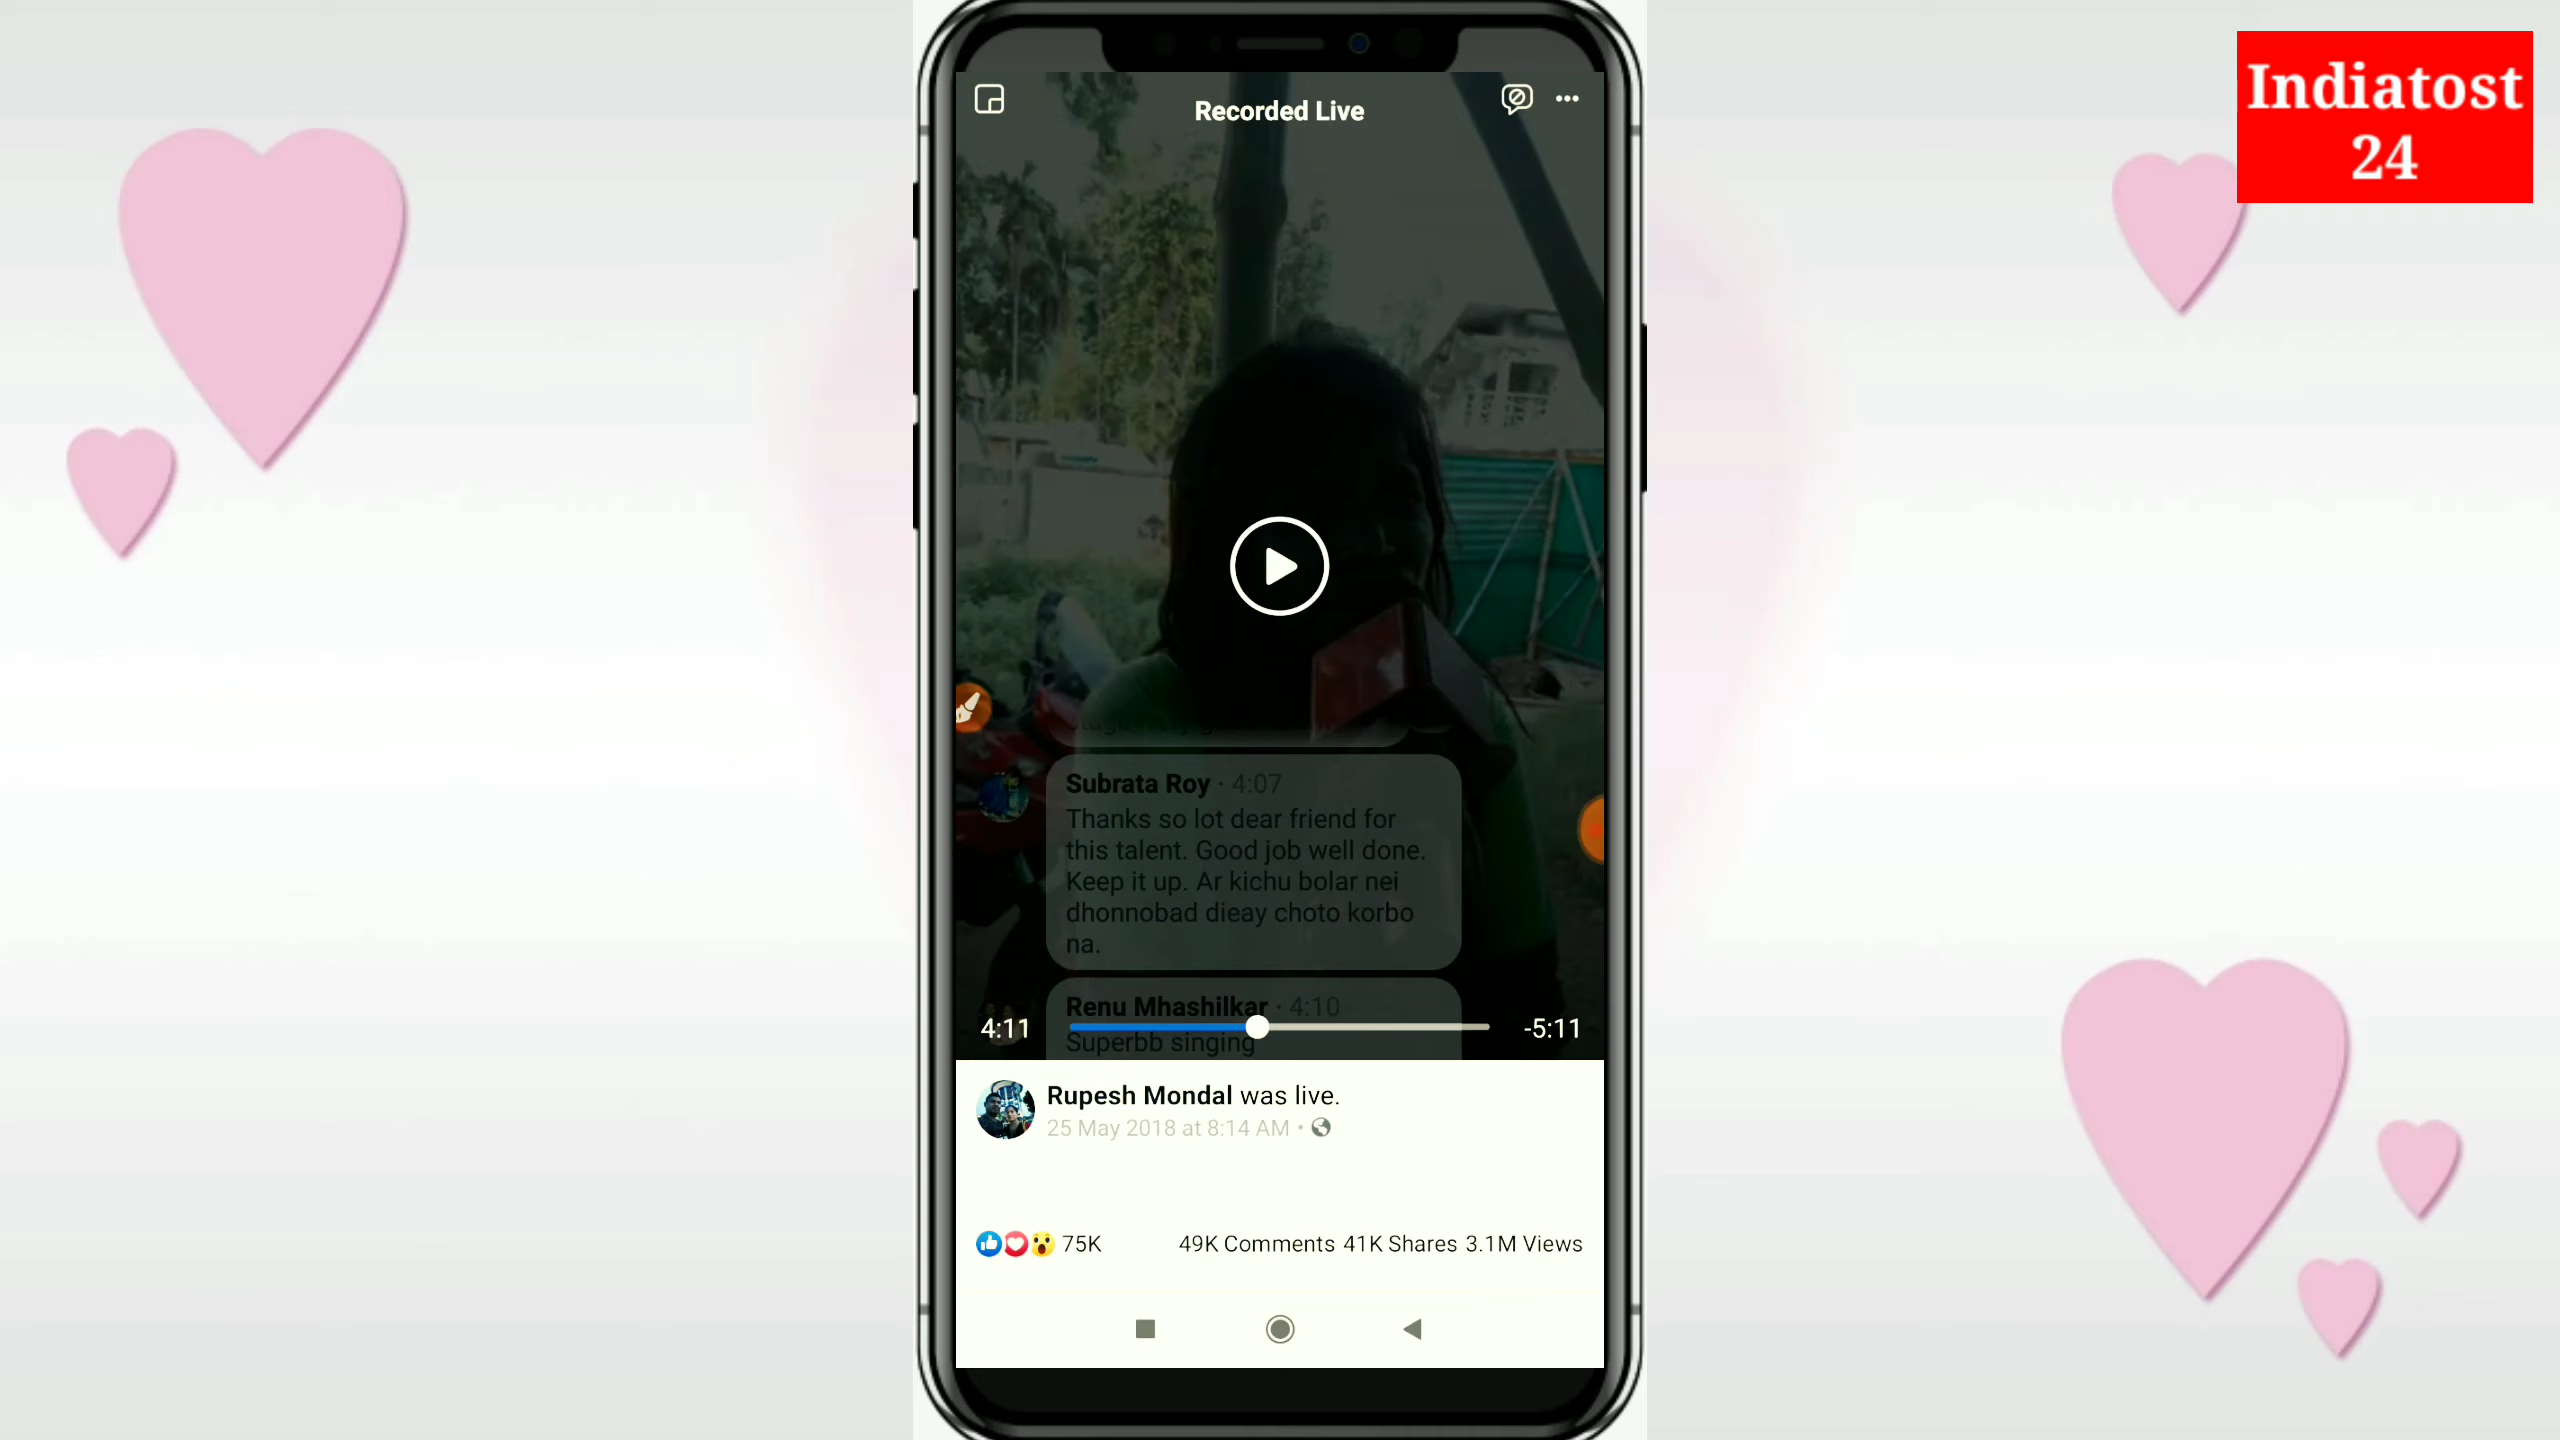 Indiatost
24
Recorded Live
Subrata Roy · 4:07
Thanks so lot dear friend for
this talent. Good job well done.
Keep it up. Ar kichu bolar nei
dhonnobad dieay choto korbo
na.
Renu Mhashilkar · 4:10
4:11
-5:11
Superbb singing
Rupesh Mondal was live.
25 May 2018 at 8:14 AM ·
75K
49K Comments 41K Shares 3.1M Views